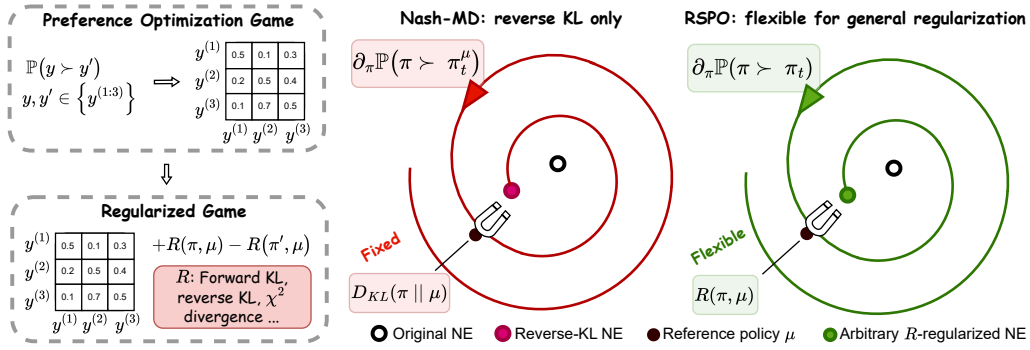 Preference Optimization Game
ℙ(y ≻ y′)
y, y′ ∈ {y^(1:3)}
y^(1) 0.5 0.1 0.3
y^(2) 0.2 0.5 0.4
y^(3) 0.1 0.7 0.5
y^(1) y^(2) y^(3)
Regularized Game
y^(1) 0.5 0.1 0.3
y^(2) 0.2 0.5 0.4
y^(3) 0.1 0.7 0.5
y^(1) y^(2) y^(3)
+R(π, μ) − R(π′, μ)
R: Forward KL,
reverse KL, χ²
divergence ...
Nash-MD: reverse KL only
∂_π ℙ(π ≻ π_t^μ)
Fixed
D_KL(π || μ)
RSPO: flexible for general regularization
∂_π ℙ(π ≻ π_t)
Flexible
R(π, μ)
Original NE
Reverse-KL NE
Reference policy μ
Arbitrary R-regularized NE